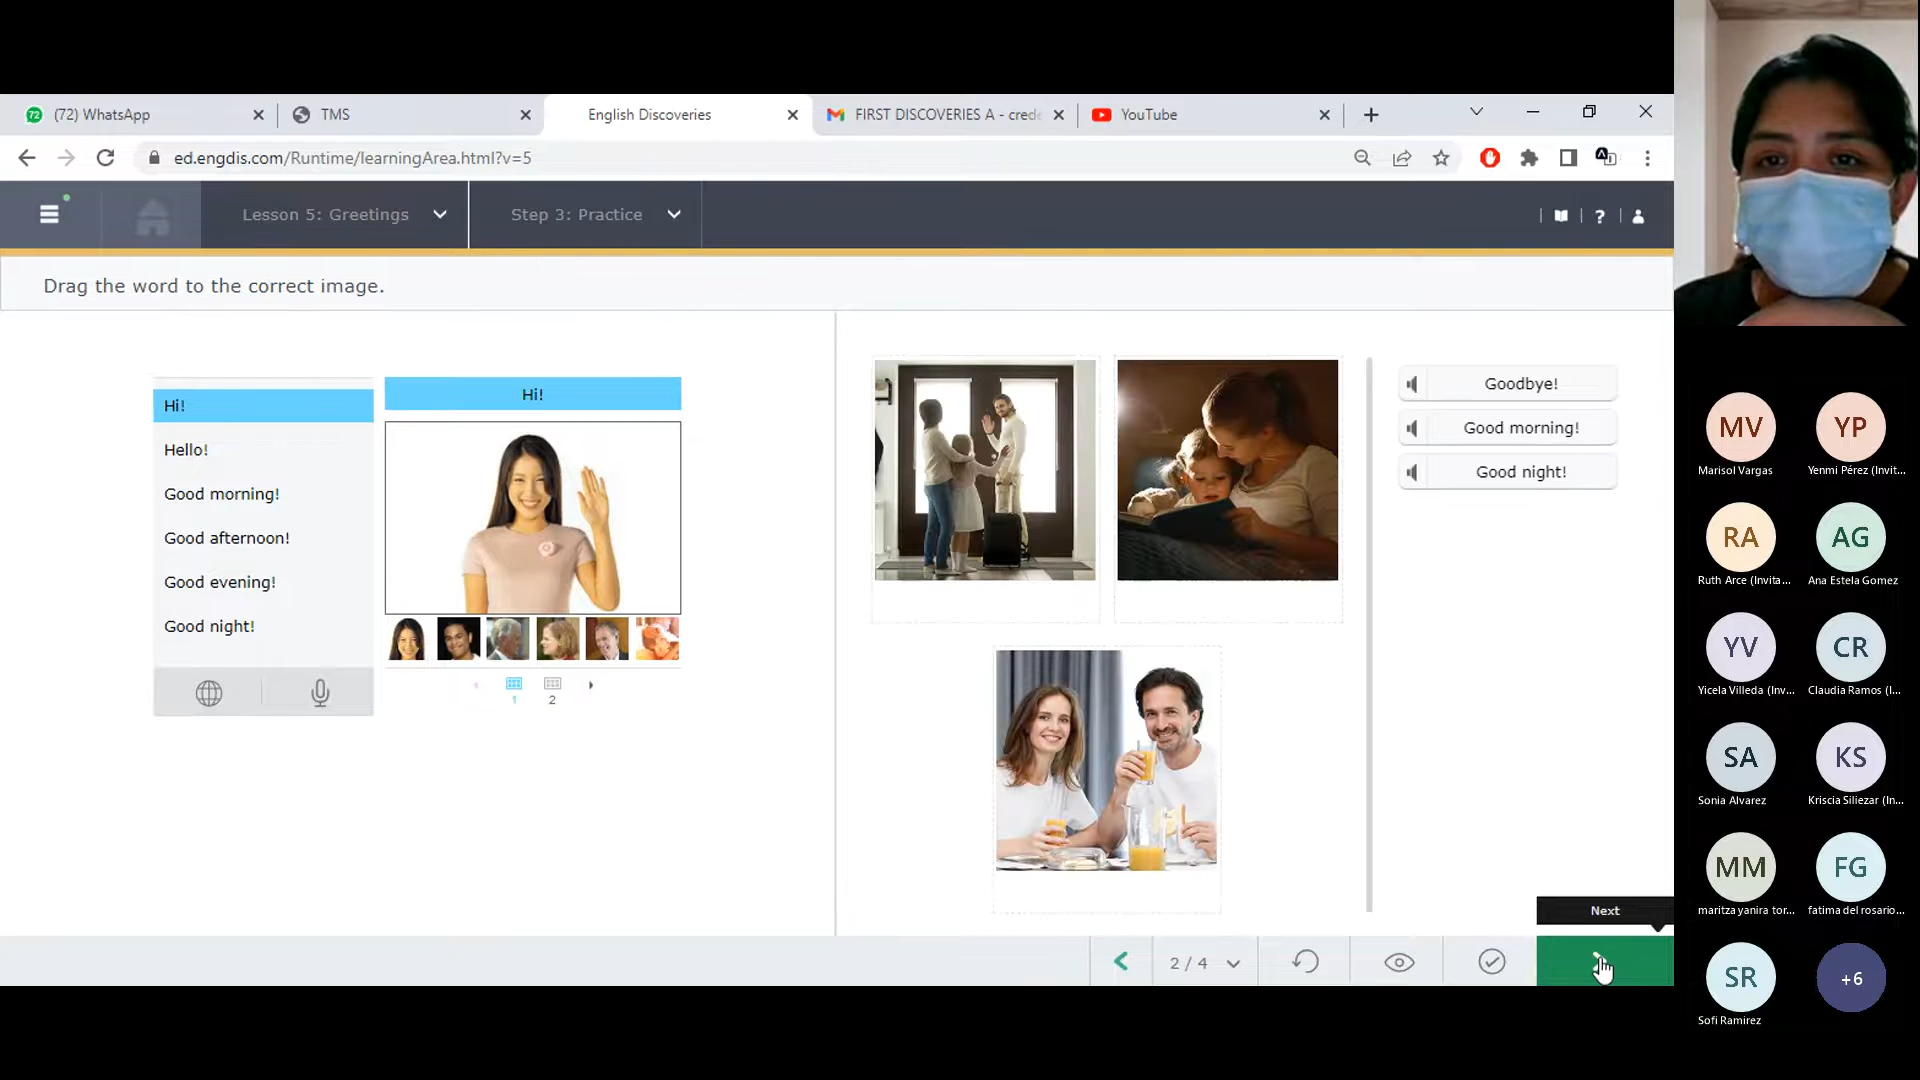 72
(72) WhatsApp
TMS
English Discoveries
FIRST DISCOVERIES A - crede
YouTube
ed.engdis.com/Runtime/learningArea.html?v=5
Lesson 5: Greetings
Step 3: Practice
?
Drag the word to the correct image.
Hi!
Hello!
Good morning!
Good afternoon!
Good evening!
Good night!
Hi!
1
2
Goodbye!
Good morning!
Good night!
Next
2 / 4
MV
Marisol Vargas
YP
Yenmi Pérez (Invit...
RA
Ruth Arce (Invita...
AG
Ana Estela Gomez
YV
Yicela Villeda (Inv...
CR
Claudia Ramos (I...
SA
Sonia Alvarez
KS
Kriscia Siliezar (In...
MM
maritza yanira tor...
FG
fatima del rosario...
SR
Sofi Ramirez
+6